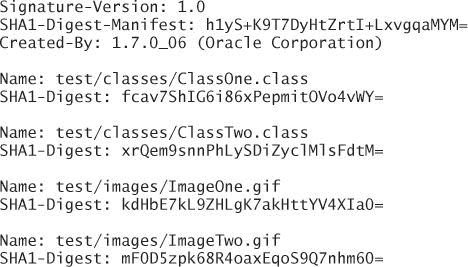 Signature-Version: 1.0
SHA1-Digest-Manifest: h1yS+K9T7DyHtZrtI+LxvgqaMYM=
Created-By: 1.7.0_06 (Oracle Corporation)
Name: test/classes/ClassOne.class
SHA1-Digest: fcav7ShIG6i86xPepmitOVo4vWY=
Name: test/classes/ClassTwo.class
SHA1-Digest: xrQem9snnPhLySDiZyclMlsFdtM=
Name: test/images/ImageOne.gif
SHA1-Digest: kdHbE7kL9ZHLgK7akHttYV4XIa0=
Name: test/images/ImageTwo.gif
SHA1-Digest: mF0D5zpk68R4oaxEqoS9Q7nhm60=